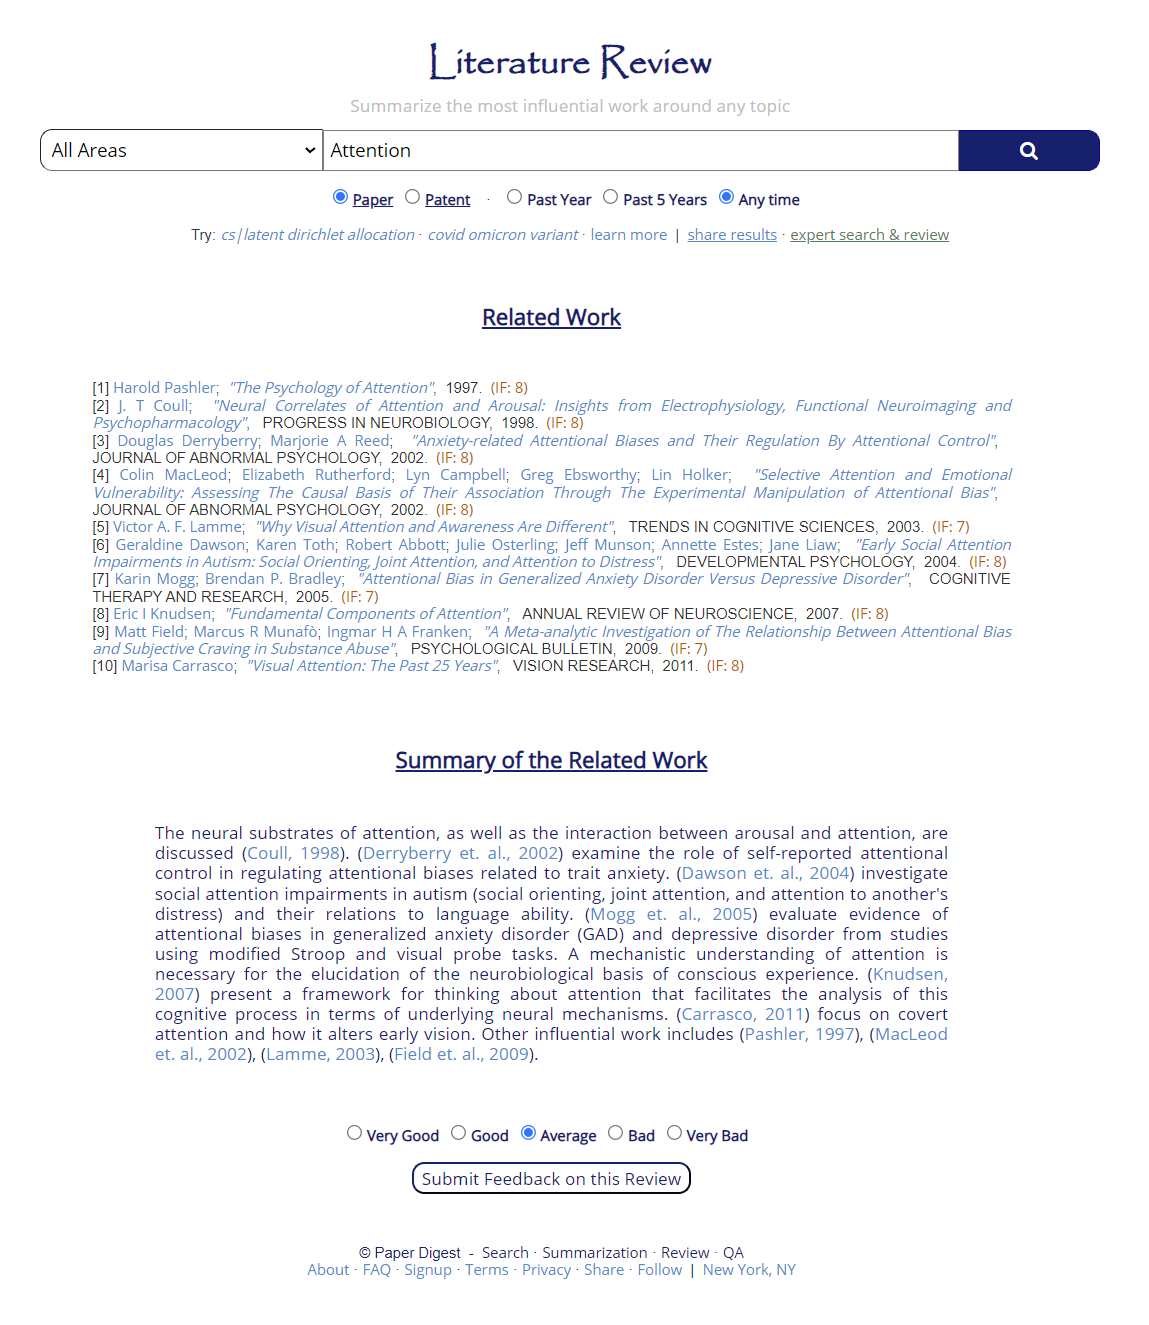 Literature Review
Summarize the most influential work around any topic
All Areas Attention
Paper Patent · Past Year Past 5 Years Any time
Try: cs|latent dirichlet allocation · covid omicron variant · learn more | share results · expert search & review
Related Work
[1] Harold Pashler; "The Psychology of Attention", 1997. (IF: 8)
[2] J. T Coull; "Neural Correlates of Attention and Arousal: Insights from Electrophysiology, Functional Neuroimaging and
Psychopharmacology", PROGRESS IN NEUROBIOLOGY, 1998. (IF: 8)
[3] Douglas Derryberry; Marjorie A Reed; "Anxiety-related Attentional Biases and Their Regulation By Attentional Control",
JOURNAL OF ABNORMAL PSYCHOLOGY, 2002. (IF: 8)
[4] Colin MacLeod; Elizabeth Rutherford; Lyn Campbell; Greg Ebsworthy; Lin Holker; "Selective Attention and Emotional
Vulnerability: Assessing The Causal Basis of Their Association Through The Experimental Manipulation of Attentional Bias",
JOURNAL OF ABNORMAL PSYCHOLOGY, 2002. (IF: 8)
[5] Victor A. F. Lamme; "Why Visual Attention and Awareness Are Different", TRENDS IN COGNITIVE SCIENCES, 2003. (IF: 7)
[6] Geraldine Dawson; Karen Toth; Robert Abbott; Julie Osterling; Jeff Munson; Annette Estes; Jane Liaw; "Early Social Attention
Impairments in Autism: Social Orienting, Joint Attention, and Attention to Distress", DEVELOPMENTAL PSYCHOLOGY, 2004. (IF: 8)
[7] Karin Mogg; Brendan P. Bradley; "Attentional Bias in Generalized Anxiety Disorder Versus Depressive Disorder", COGNITIVE
THERAPY AND RESEARCH, 2005. (IF: 7)
[8] Eric I Knudsen; "Fundamental Components of Attention", ANNUAL REVIEW OF NEUROSCIENCE, 2007. (IF: 8)
[9] Matt Field; Marcus R Munafò; Ingmar H A Franken; "A Meta-analytic Investigation of The Relationship Between Attentional Bias
and Subjective Craving in Substance Abuse", PSYCHOLOGICAL BULLETIN, 2009. (IF: 7)
[10] Marisa Carrasco; "Visual Attention: The Past 25 Years", VISION RESEARCH, 2011. (IF: 8)
Summary of the Related Work
The neural substrates of attention, as well as the interaction between arousal and attention, are
discussed (Coull, 1998). (Derryberry et. al., 2002) examine the role of self-reported attentional
control in regulating attentional biases related to trait anxiety. (Dawson et. al., 2004) investigate
social attention impairments in autism (social orienting, joint attention, and attention to another's
distress) and their relations to language ability. (Mogg et. al., 2005) evaluate evidence of
attentional biases in generalized anxiety disorder (GAD) and depressive disorder from studies
using modified Stroop and visual probe tasks. A mechanistic understanding of attention is
necessary for the elucidation of the neurobiological basis of conscious experience. (Knudsen,
2007) present a framework for thinking about attention that facilitates the analysis of this
cognitive process in terms of underlying neural mechanisms. (Carrasco, 2011) focus on covert
attention and how it alters early vision. Other influential work includes (Pashler, 1997), (MacLeod
et. al., 2002), (Lamme, 2003), (Field et. al., 2009).
Very Good Good Average Bad Very Bad
Submit Feedback on this Review
© Paper Digest - Search · Summarization · Review · QA
About · FAQ · Signup · Terms · Privacy · Share · Follow | New York, NY